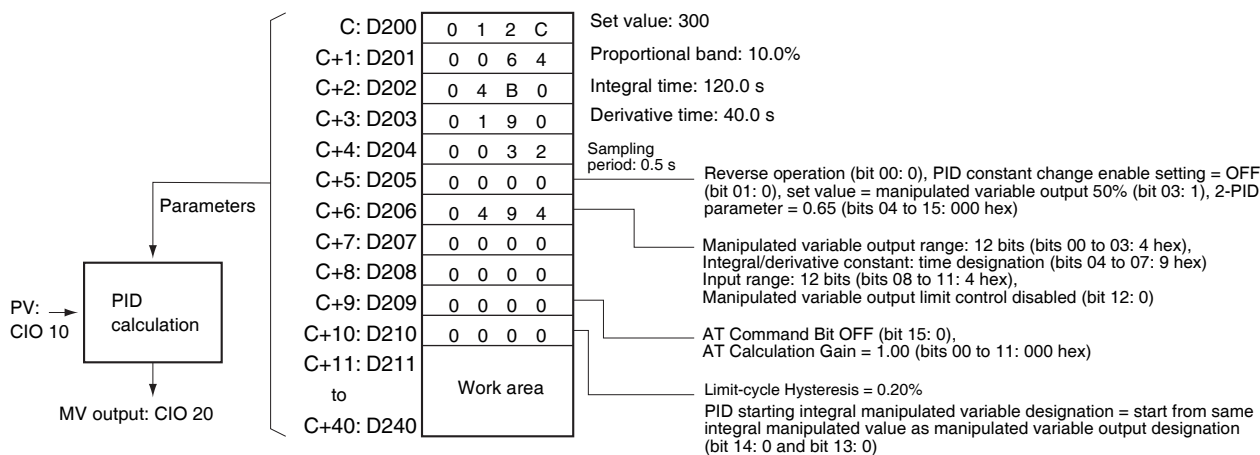 C: D200 0 1 2 C Set value: 300
C+1: D201 0 0 6 4 Proportional band: 10.0%
C+2: D202 0 4 B 0 Integral time: 120.0 s
C+3: D203 0 1 9 0 Derivative time: 40.0 s
C+4: D204 0 0 3 2 Sampling
period: 0.5 s
C+5: D205 0 0 0 0
C+6: D206 0 4 9 4
C+7: D207 0 0 0 0
C+8: D208 0 0 0 0
C+9: D209 0 0 0 0
C+10: D210 0 0 0 0
C+11: D211
to
C+40: D240
Work area
Parameters
PV:
CIO 10
PID
calculation
MV output: CIO 20
Reverse operation (bit 00: 0), PID constant change enable setting = OFF
(bit 01: 0), set value = manipulated variable output 50% (bit 03: 1), 2-PID
parameter = 0.65 (bits 04 to 15: 000 hex)
Manipulated variable output range: 12 bits (bits 00 to 03: 4 hex),
Integral/derivative constant: time designation (bits 04 to 07: 9 hex)
Input range: 12 bits (bits 08 to 11: 4 hex),
Manipulated variable output limit control disabled (bit 12: 0)
AT Command Bit OFF (bit 15: 0),
AT Calculation Gain = 1.00 (bits 00 to 11: 000 hex)
Limit-cycle Hysteresis = 0.20%
PID starting integral manipulated variable designation = start from same
integral manipulated value as manipulated variable output designation
(bit 14: 0 and bit 13: 0)